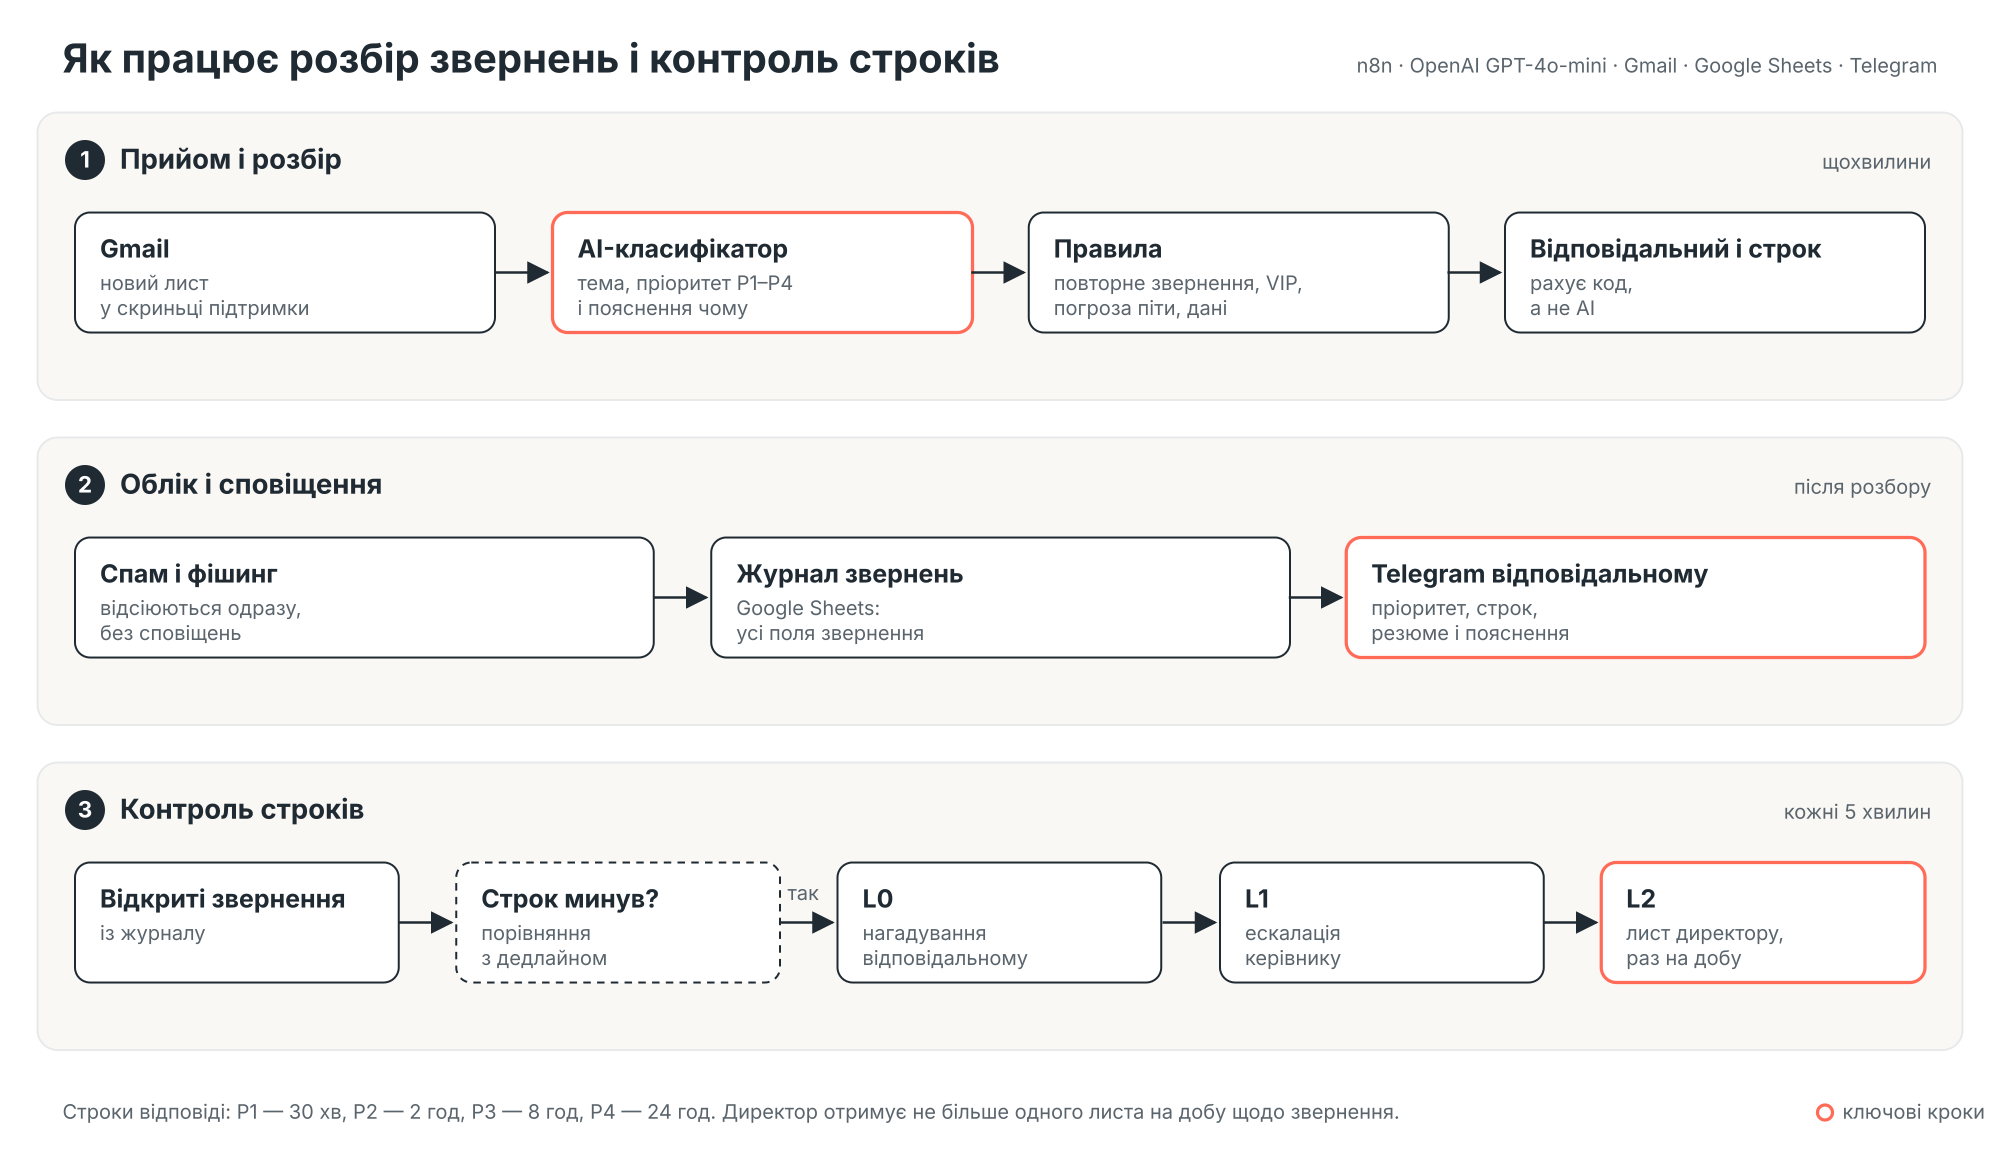 Як працює розбір звернень і контроль строків
n8n · OpenAI GPT-4o-mini · Gmail · Google Sheets · Telegram
1 Прийом і розбір
щохвилини
Gmail
новий лист
у скриньці підтримки
AI-класифікатор
тема, пріоритет P1–P4
і пояснення чому
Правила
повторне звернення, VIP,
погроза піти, дані
Відповідальний і строк
рахує код,
а не AI
2 Облік і сповіщення
після розбору
Спам і фішинг
відсіюються одразу,
без сповіщень
Журнал звернень
Google Sheets:
усі поля звернення
Telegram відповідальному
пріоритет, строк,
резюме і пояснення
3 Контроль строків
кожні 5 хвилин
Відкриті звернення
із журналу
Строк минув?
порівняння
з дедлайном
так
L0
нагадування
відповідальному
L1
ескалація
керівнику
L2
лист директору,
раз на добу
Строки відповіді: P1 — 30 хв, P2 — 2 год, P3 — 8 год, P4 — 24 год. Директор отримує не більше одного листа на добу щодо звернення.
ключові кроки